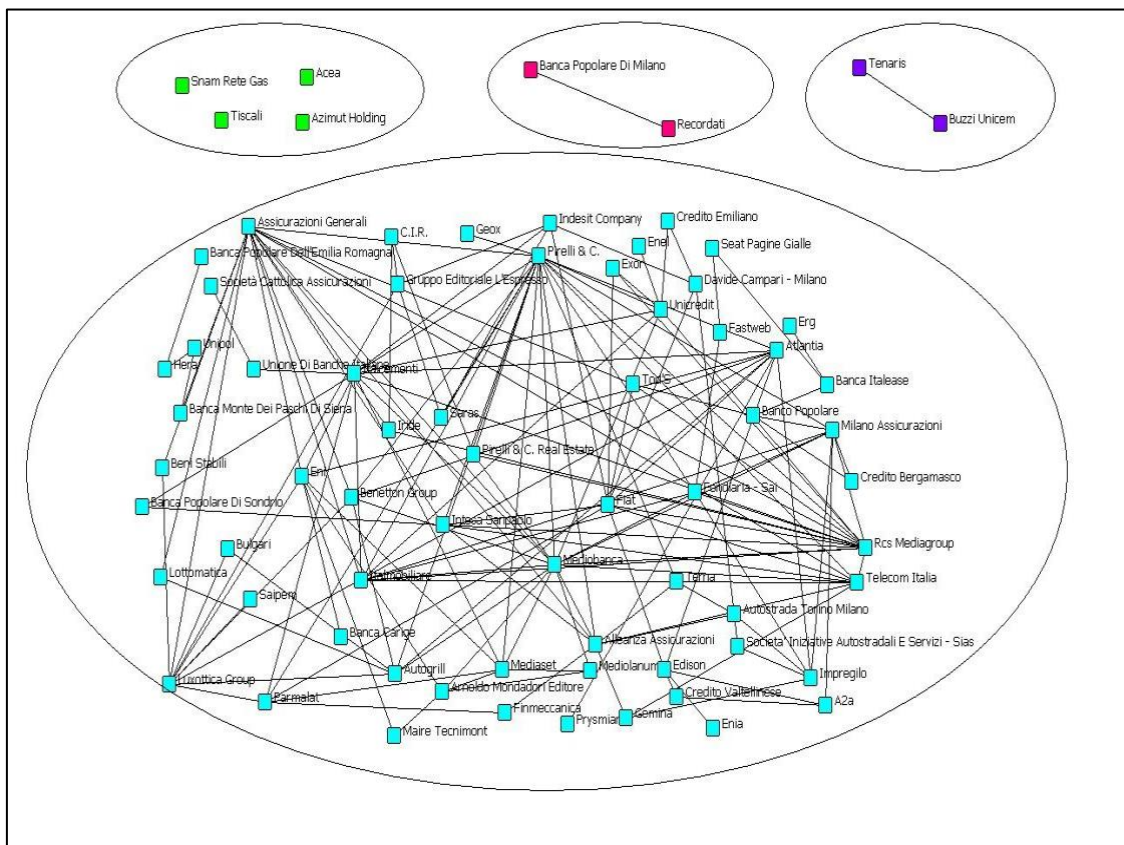 Snam Rete Gas
Acea
Tiscali
Azimut Holding
Banca Popolare Di Milano
Recordati
Tenaris
Buzzi Unicem
Assicurazioni Generali
C.I.R.
Geox
Indesit Company
Credito Emiliano
Banca Popolare Dell'Emilia Romagna
Pirelli & C.
Enel
Seat Pagine Gialle
Exor
Società Cattolica Assicurazioni
Gruppo Editoriale L'Espresso
Davide Campari - Milano
Unicredit
Fastweb
Erg
Unipol
Atlantia
Hera
Unione Di Banche Italiane
Italcementi
Tod'S
Banca Italease
Banca Monte Dei Paschi Di Siena
Saras
Banco Popolare
Iride
Milano Assicurazioni
Pirelli & C. Real Estate
Beni Stabili
Eni
Credito Bergamasco
Benetton Group
Fondiaria - Sai
Fiat
Banca Popolare Di Sondrio
Intesa Sanpaolo
Bulgari
Rcs Mediagroup
Mediobanca
Lottomatica
Italmobiliare
Terna
Telecom Italia
Saipem
Autostrada Torino Milano
Banca Carige
Alleanza Assicurazioni
Societa' Iniziative Autostradali E Servizi - Sias
Luxottica Group
Autogrill
Mediaset
Mediolanum
Edison
Impregilo
Parmalat
Arnoldo Mondadori Editore
Credito Valtellinese
A2a
Finmeccanica
Prysmian
Gemina
Enia
Maire Tecnimont